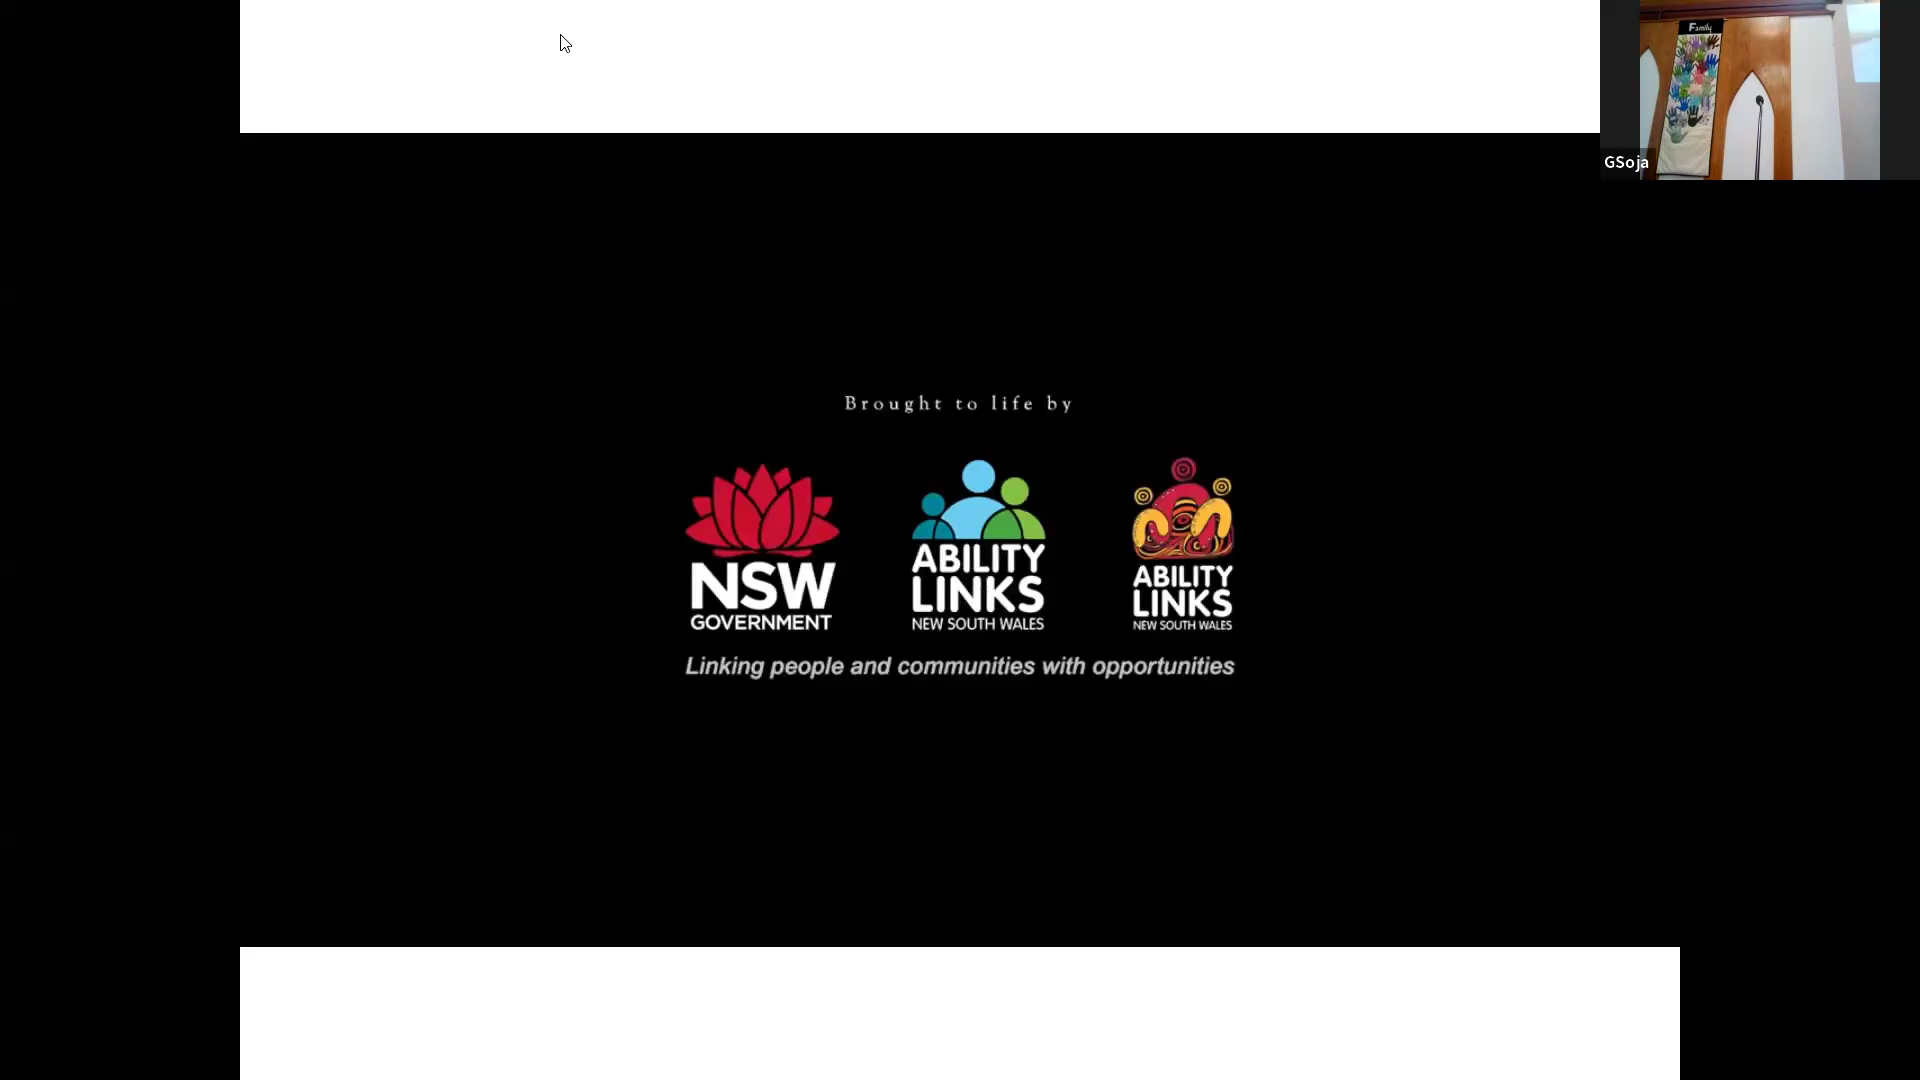 Family
GSoja
Brought to life by
NSW
GOVERNMENT
ABILITY
LINKS
NEW SOUTH WALES
ABILITY
LINKS
NEW SOUTH WALES
Linking people and communities with opportunities